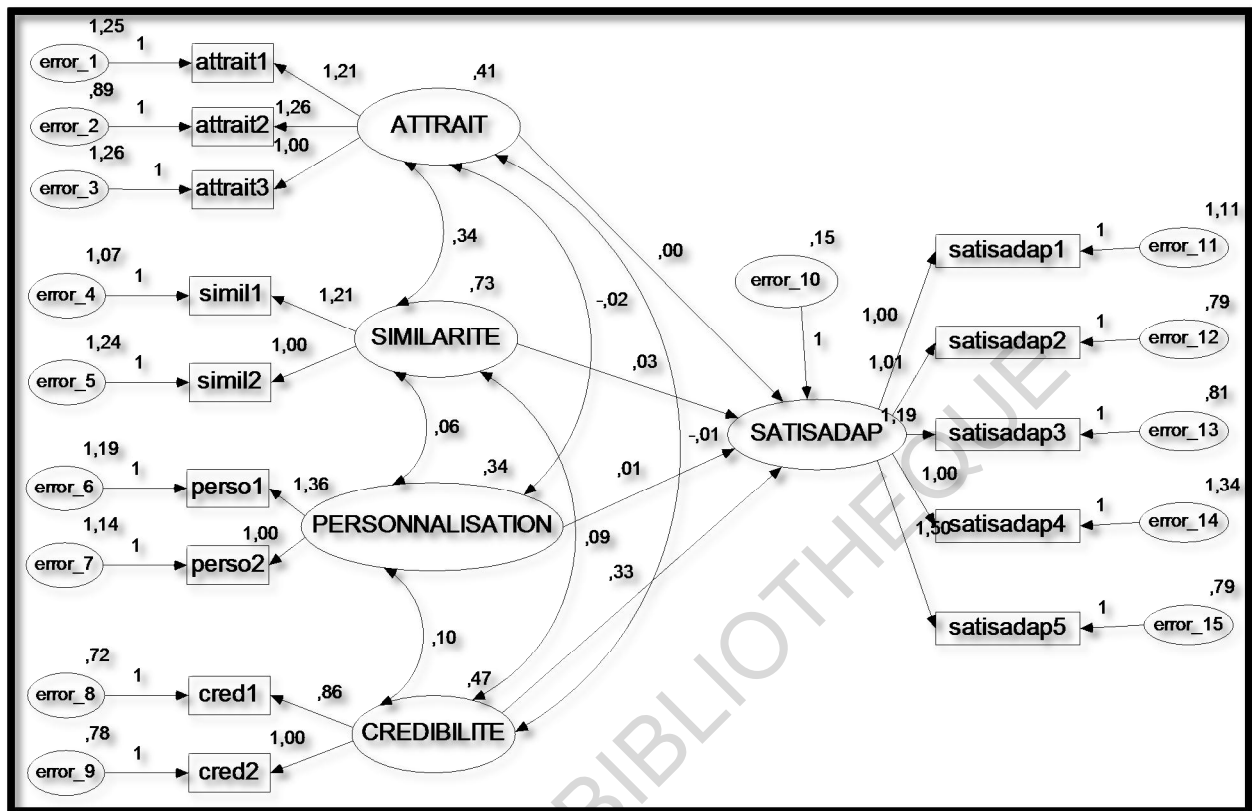 1,25
1
error_1
attrait1
1,21
,41
,89
1
error_2
attrait2
1,26
ATTRAIT
1,26
1
error_3
attrait3
1,00
,34
-,02
,00
1,07
1
error_4
simil1
1,21
,73
SIMILARITE
1,24
1
error_5
simil2
1,00
,03
,06
-,01
,15
error_10
1
1,19
1
error_6
perso1
1,36
,34
PERSONNALISATION
,01
1,14
1
error_7
perso2
1,00
,09
,33
,10
,72
1
error_8
cred1
,86
,47
CREDIBILITE
,78
1
error_9
cred2
1,00
SATISADAP
1,11
1
error_11
satisadap1
1,00
,79
1
error_12
satisadap2
1,01
,81
1
error_13
satisadap3
1,19
1,34
1
error_14
satisadap4
1,00
,79
1
error_15
satisadap5
1,50
BIBLIOTHEQUE